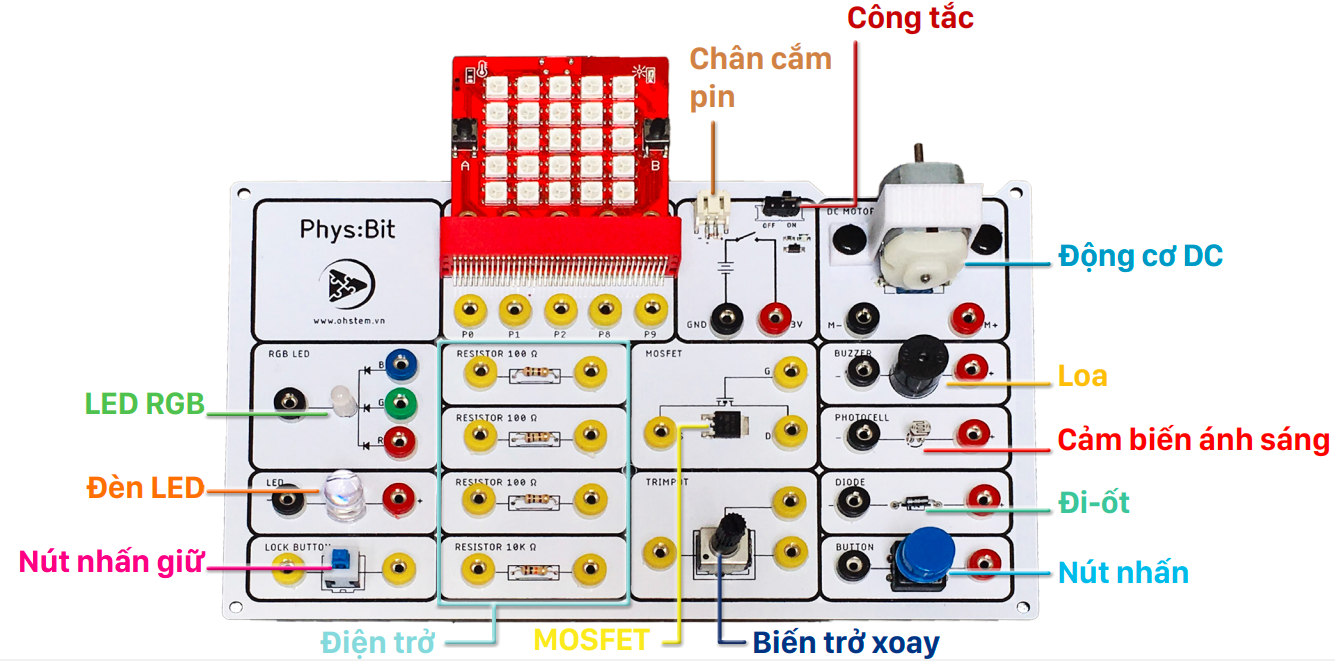 Công tắc
Chân cắm
pin
A
B
Phys:Bit
www.ohstem.vn
OFF ON
DC MOTOR
Động cơ DC
GND
3V
M-
M+
P0 P1 P2 P8 P9
RGB LED
B
G
R
LED RGB
RESISTOR 100 Ω
MOSFET
G
S
D
BUZZER
-
+
Loa
RESISTOR 100 Ω
PHOTOCELL
-
+
Cảm biến ánh sáng
Đèn LED
LED
-
+
RESISTOR 100 Ω
TRIMPOT
DIODE
-
+
Đi-ốt
Nút nhấn giữ
LOCK BUTTON
RESISTOR 10K Ω
BUTTON
Nút nhấn
Điện trở
MOSFET
Biến trở xoay